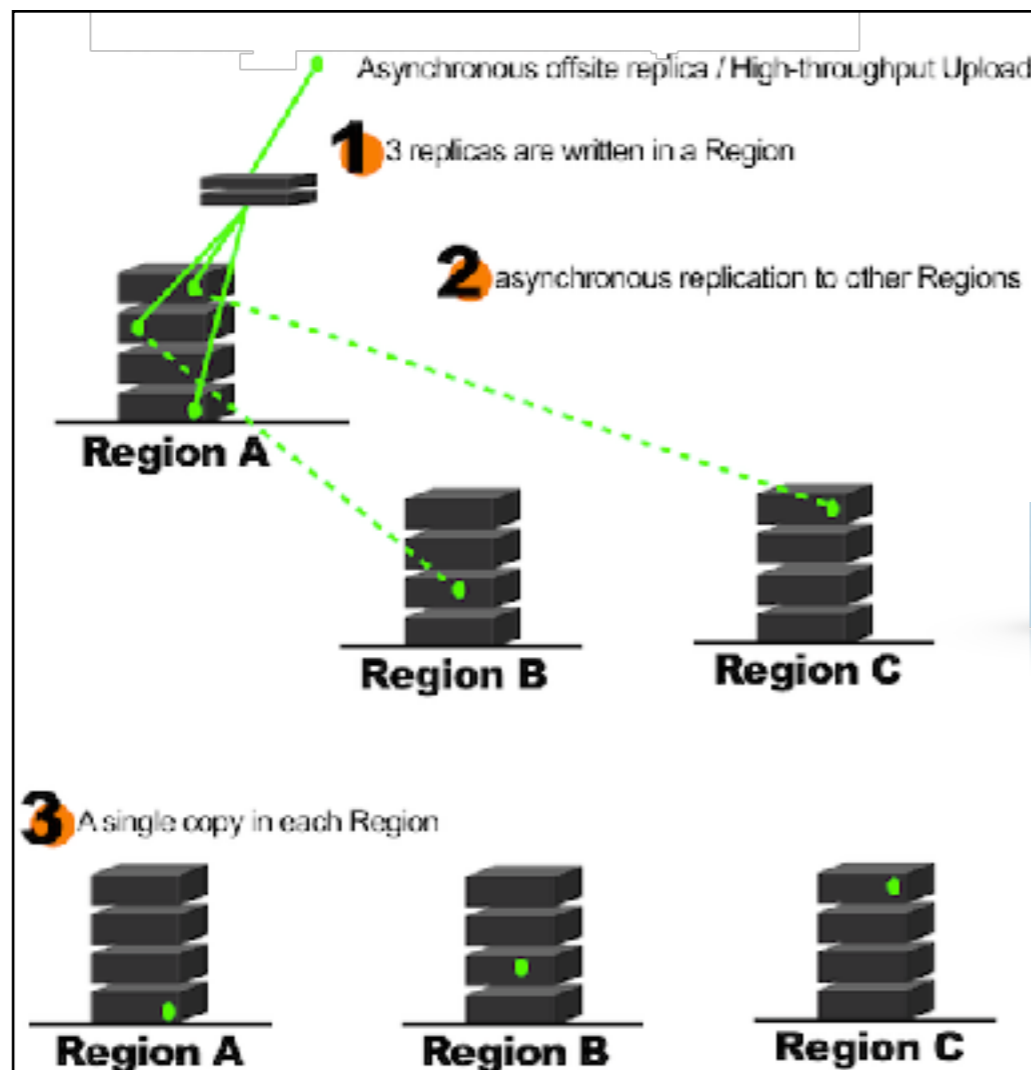 Asynchronous offsite replica / High-throughput Upload
1 3 replicas are written in a Region
2 asynchronous replication to other Regions
Region A
Region B
Region C
3 A single copy in each Region
Region A
Region B
Region C